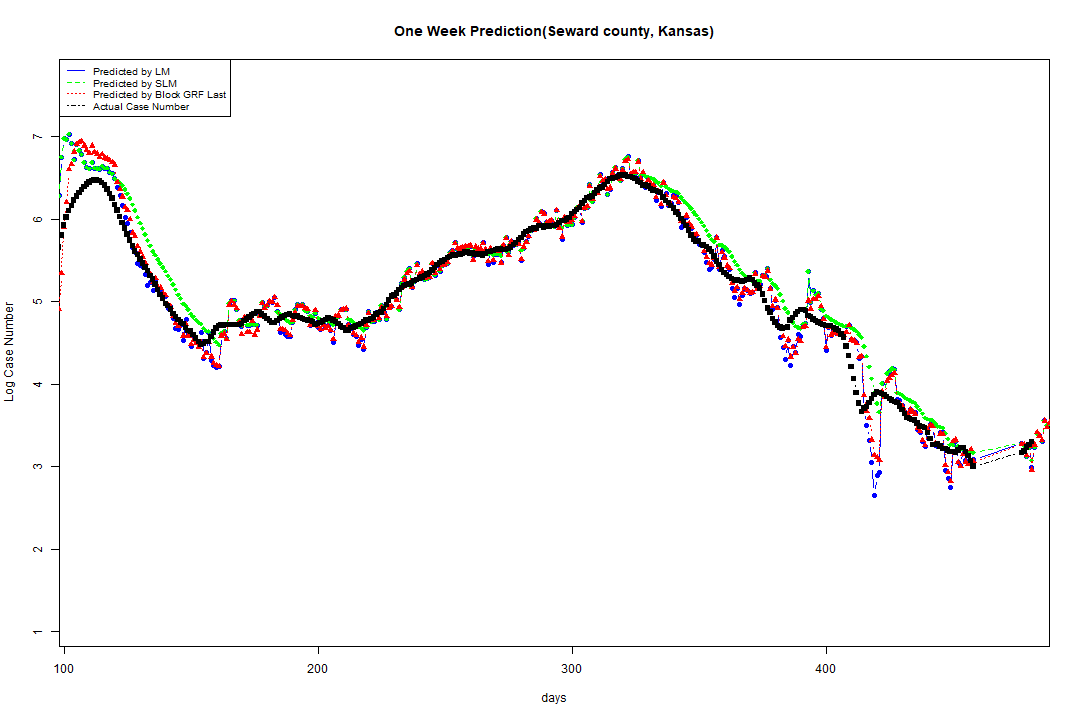 One Week Prediction(Seward county, Kansas)
Predicted by LM
Predicted by SLM
Predicted by Block GRF Last
Actual Case Number
7
6
5
4
3
2
1
Log Case Number
100 200 300 400
days